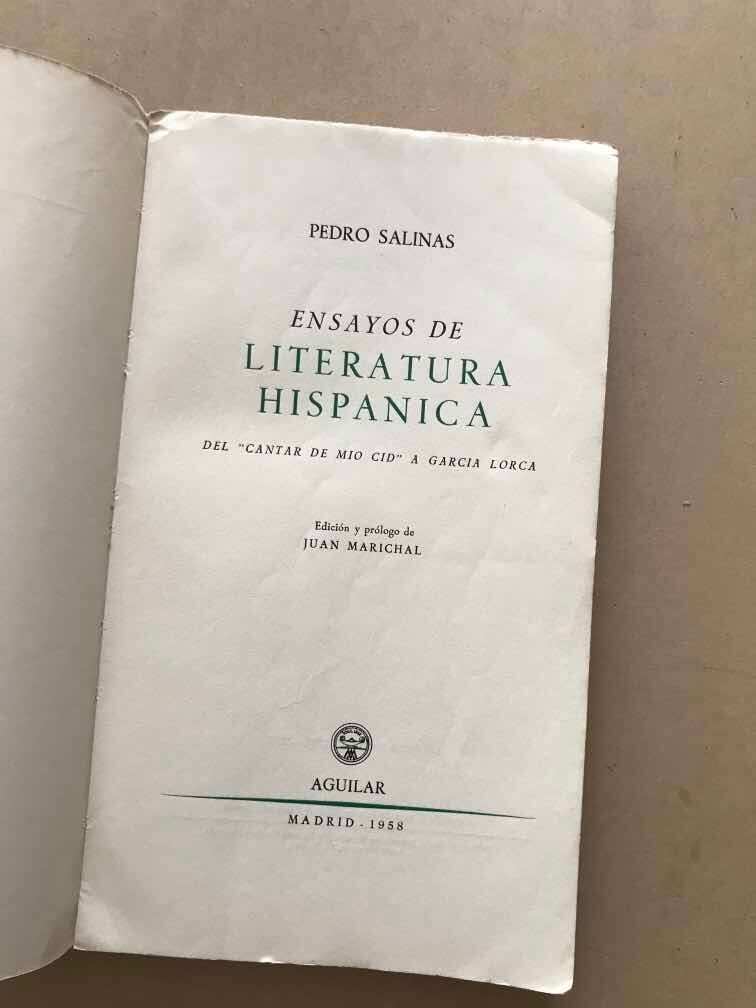 PEDRO SALINAS
ENSAYOS DE
LITERATURA
HISPANICA
DEL "CANTAR DE MIO CID" A GARCIA LORCA
Edición y prólogo de
JUAN MARICHAL
AGUILAR
MADRID - 1958